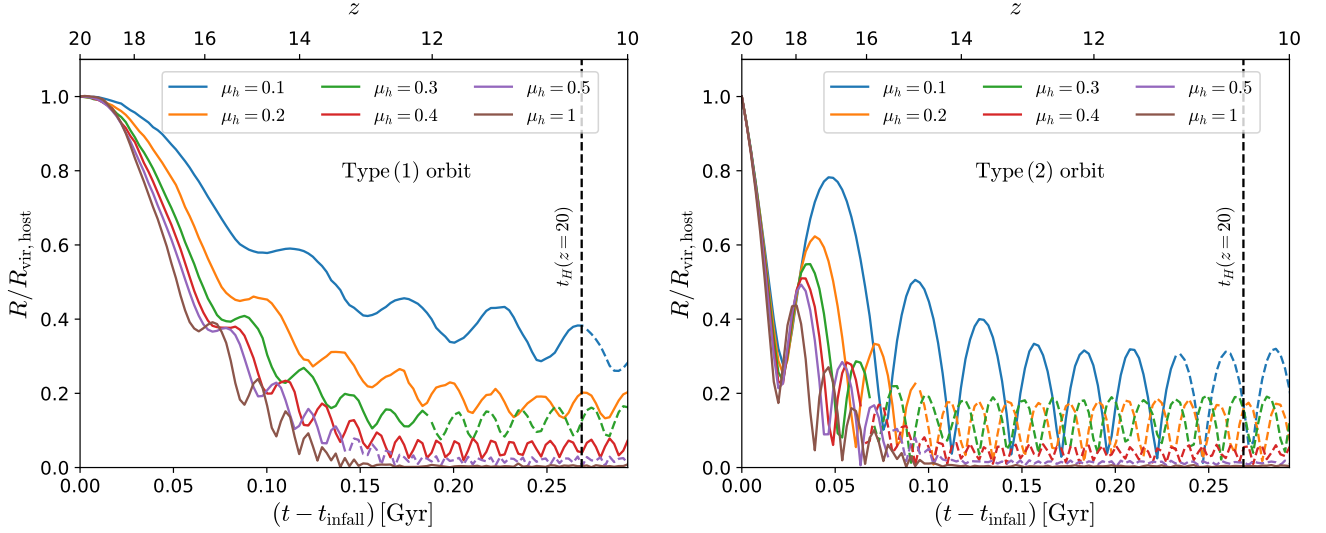 z
20 18 16 14 12 10
μ_h = 0.1 μ_h = 0.3 μ_h = 0.5
μ_h = 0.2 μ_h = 0.4 μ_h = 1
Type (1) orbit
t_H(z = 20)
R/R_vir, host
1.0
0.8
0.6
0.4
0.2
0.0
0.00 0.05 0.10 0.15 0.20 0.25
(t − t_infall) [Gyr]
z
20 18 16 14 12 10
μ_h = 0.1 μ_h = 0.3 μ_h = 0.5
μ_h = 0.2 μ_h = 0.4 μ_h = 1
Type (2) orbit
t_H(z = 20)
R/R_vir, host
1.0
0.8
0.6
0.4
0.2
0.0
0.00 0.05 0.10 0.15 0.20 0.25
(t − t_infall) [Gyr]